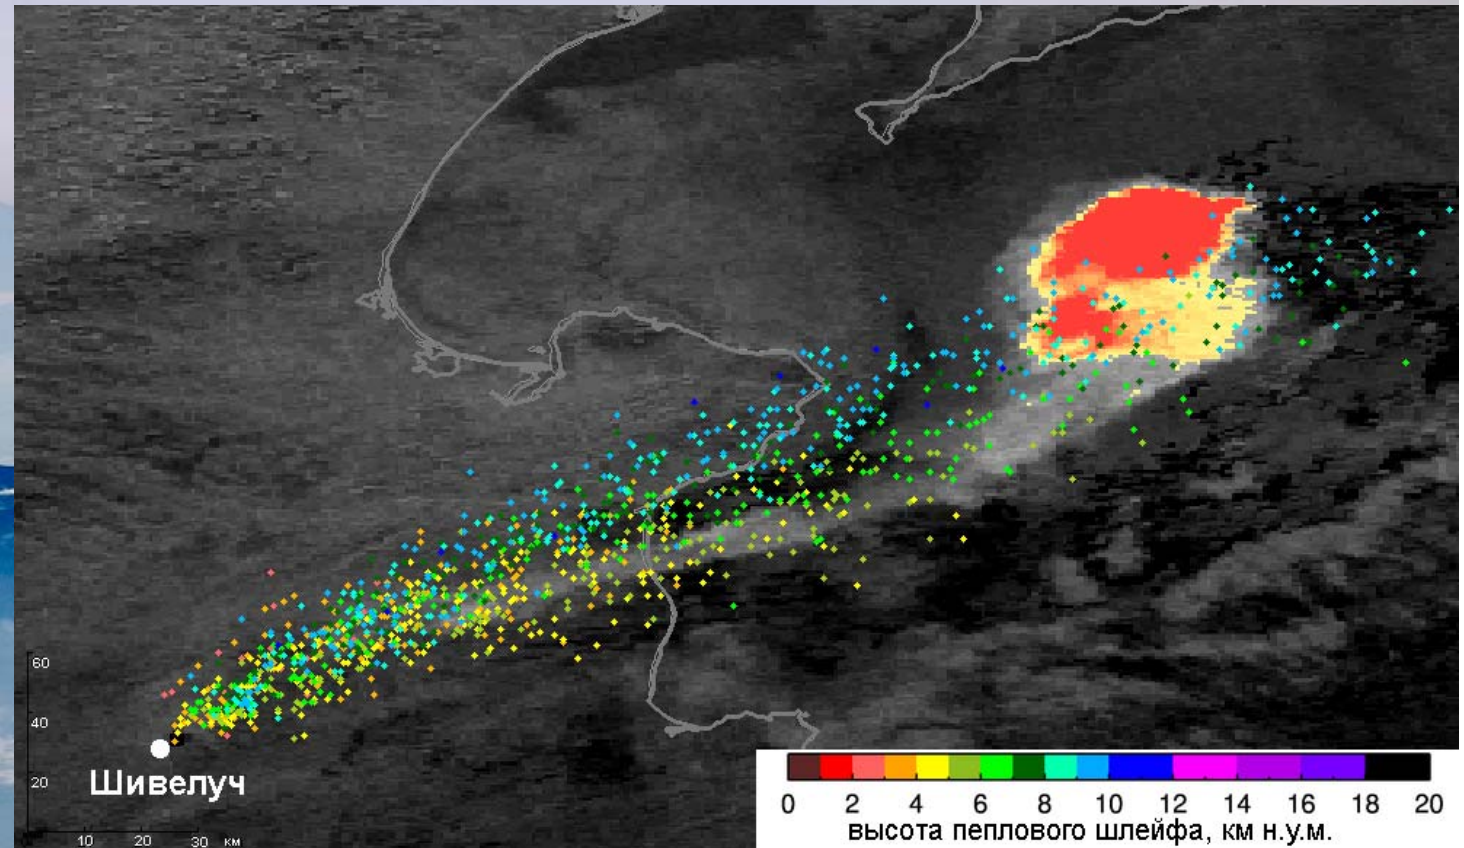 60
40
20
Шивелуч
10 20 30 км
0 2 4 6 8 10 12 14 16 18 20
высота пеплового шлейфа, км н.у.м.